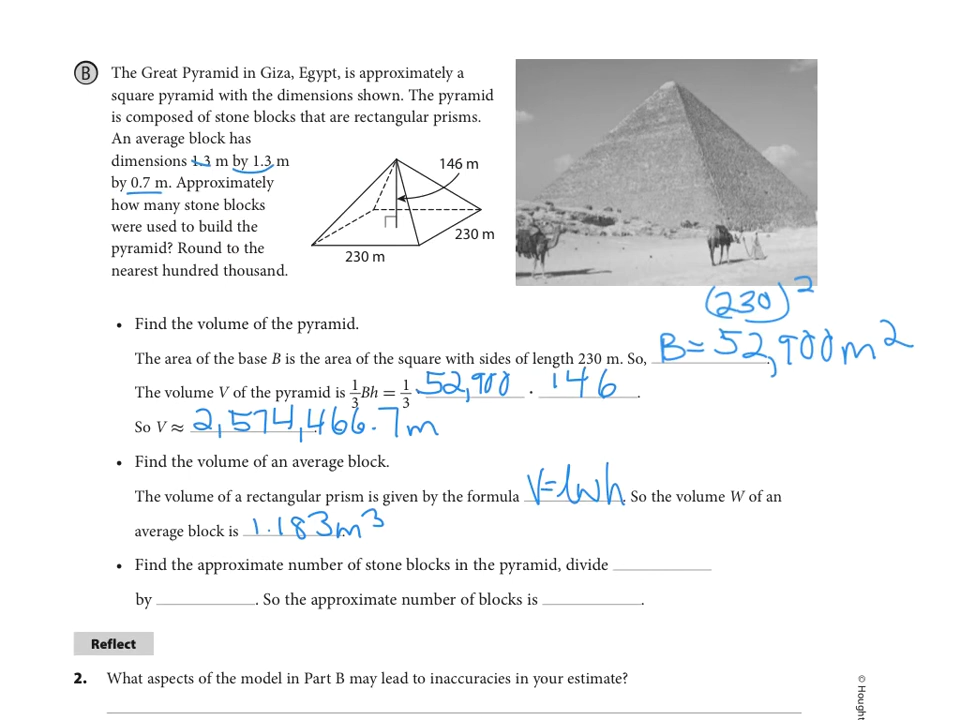 B The Great Pyramid in Giza, Egypt, is approximately a
square pyramid with the dimensions shown. The pyramid
is composed of stone blocks that are rectangular prisms.
An average block has
dimensions 1.3 m by 1.3 m
by 0.7 m. Approximately
how many stone blocks
were used to build the
pyramid? Round to the
nearest hundred thousand.
146 m
230 m
230 m
(230)²
• Find the volume of the pyramid.
The area of the base B is the area of the square with sides of length 230 m. So, B = 52,900 m².
The volume V of the pyramid is 1/3 Bh = 1/3 · 52,900 · 146.
So V ≈ 2,574,466.7 m.
• Find the volume of an average block.
The volume of a rectangular prism is given by the formula V=lwh. So the volume W of an
average block is 1.183m³.
• Find the approximate number of stone blocks in the pyramid, divide
by . So the approximate number of blocks is .
Reflect
2. What aspects of the model in Part B may lead to inaccuracies in your estimate?
© Hought